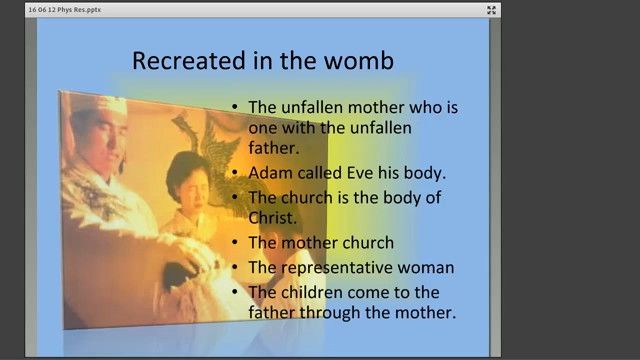 16 06 12 Phys Res.pptx
Recreated in the womb
• The unfallen mother who is
one with the unfallen
father.
• Adam called Eve his body.
• The church is the body of
Christ.
• The mother church
• The representative woman
• The children come to the
father through the mother.